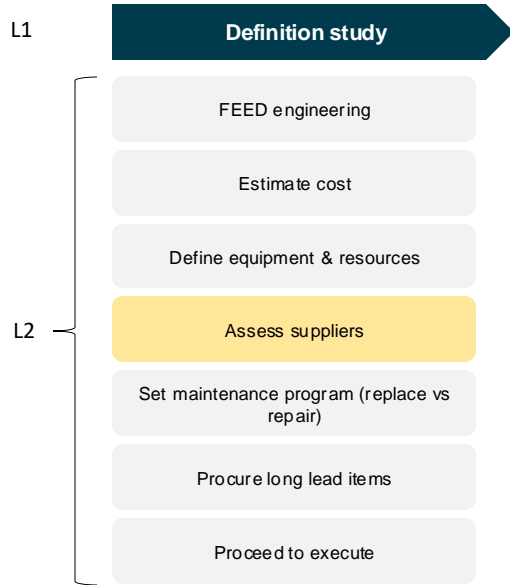 L1
Definition study
FEED engineering
Estimate cost
Define equipment & resources
L2
Assess suppliers
Set maintenance program (replace vs
repair)
Procure long lead items
Proceed to execute